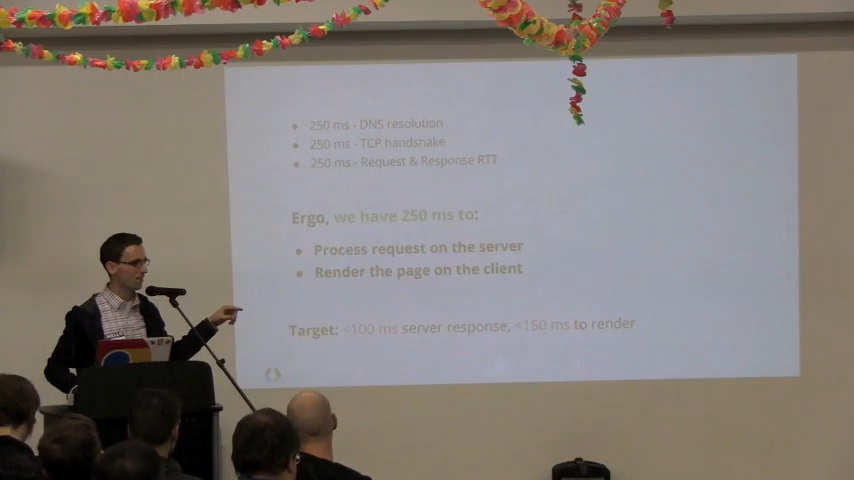 250 ms - DNS resolution
250 ms - TCP handshake
250 ms - Request & Response RTT
Ergo, we have 250 ms to:
Process request on the server
Render the page on the client
Target: <100 ms server response, <150 ms to render